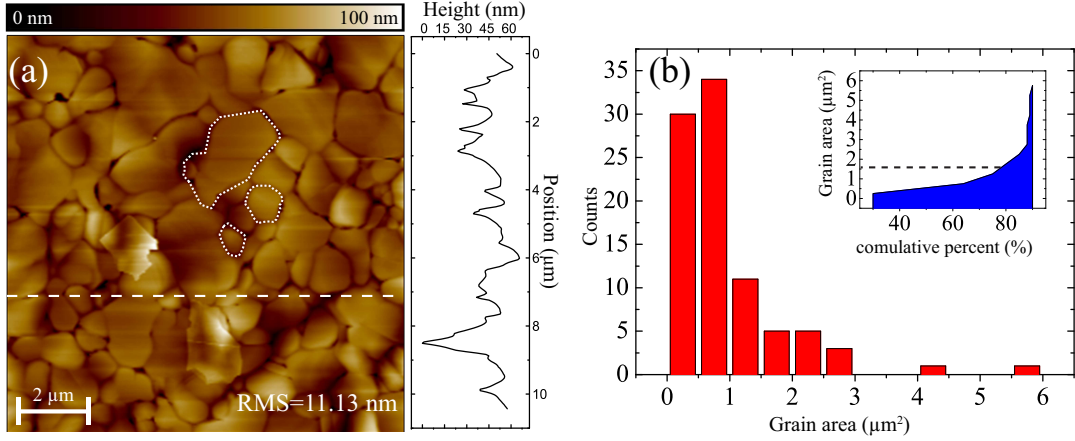 0 nm 100 nm
(a)
2 µm
RMS=11.13 nm
Height (nm)
0 15 30 45 60
0
2
4
6
8
10
Position (µm)
(b)
35
30
25
20
15
10
5
0
Counts
0 1 2 3 4 5 6
Grain area (µm²)
6
5
4
3
2
1
0
Grain area (µm²)
40 60 80
comulative percent (%)